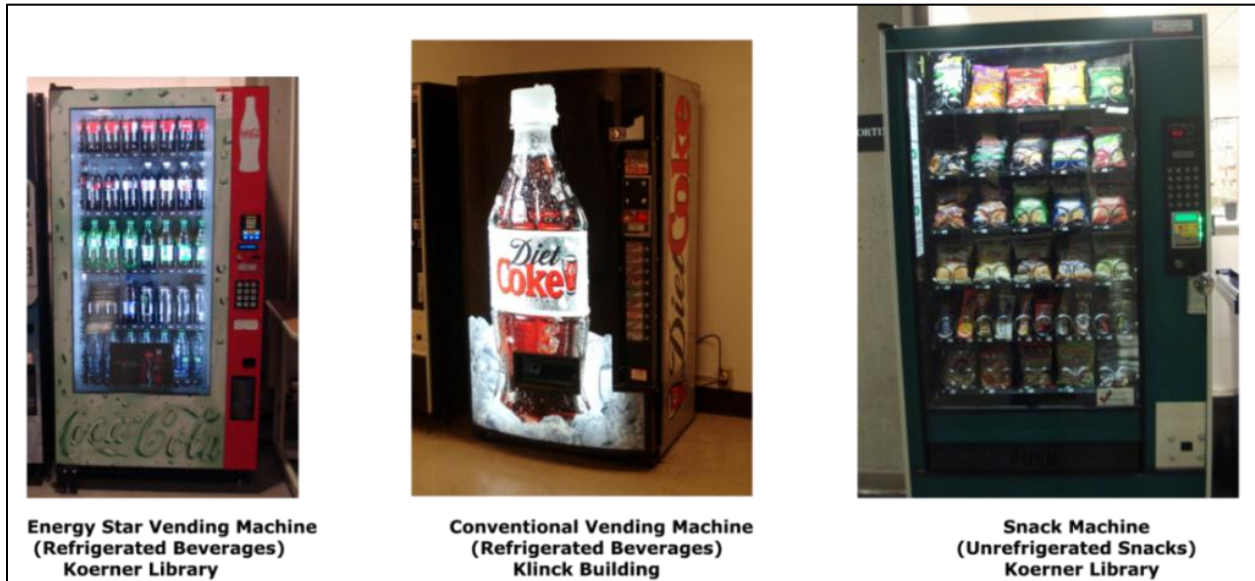 Coca-Cola
Diet
Coke
Diet Coke
Energy Star Vending Machine
(Refrigerated Beverages)
Koerner Library
Conventional Vending Machine
(Refrigerated Beverages)
Klinck Building
Snack Machine
(Unrefrigerated Snacks)
Koerner Library